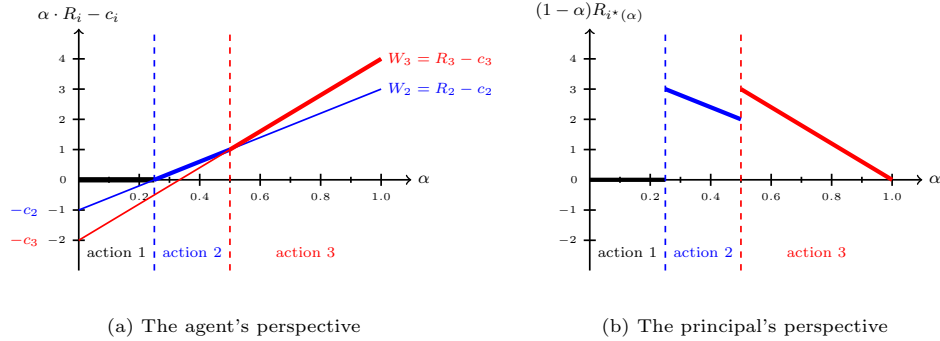 α · R_i − c_i
4
3
2
1
0
−1
−2
−c_2
−c_3
0.2
0.4
0.6
0.8
1.0
α
W_3 = R_3 − c_3
W_2 = R_2 − c_2
action 1
action 2
action 3
(a) The agent's perspective
(1 − α)R_{i⋆(α)}
4
3
2
1
0
−1
−2
0.2
0.4
0.6
0.8
1.0
α
action 1
action 2
action 3
(b) The principal's perspective